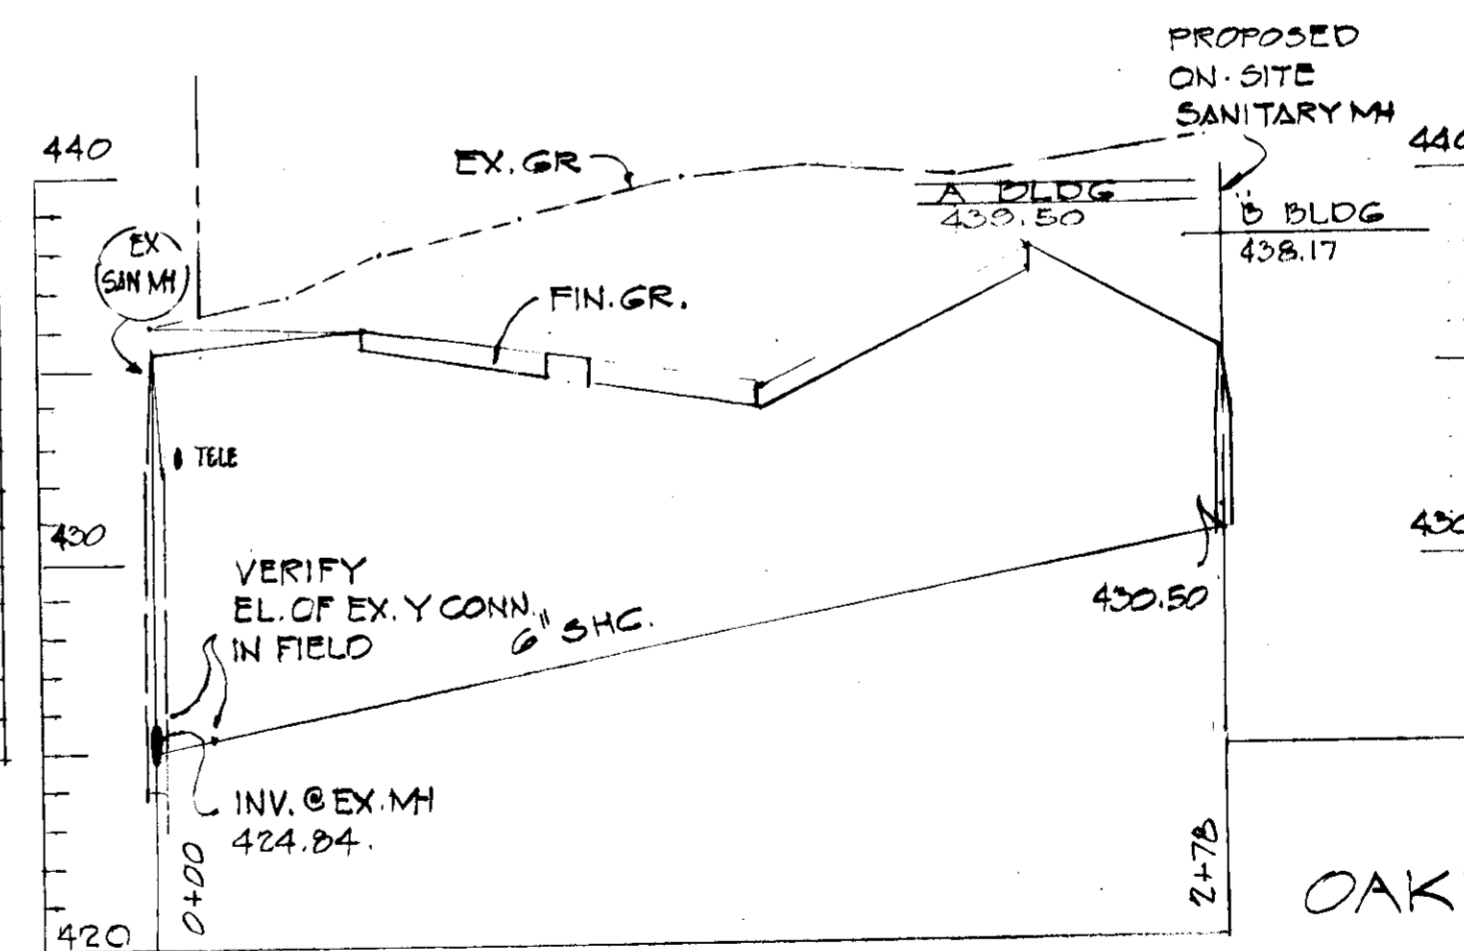 PROPOSED
ON-SITE
SANITARY MH
440
EX. GR
440
A BLDG
439.50
"B" BLDG
438.17
EX
SAN MH
FIN. GR.
TELE
430
430
VERIFY
EL. OF EX. Y CONN.
IN FIELD
6" SHC.
430.50
INV. @ EX. MH
424.84.
0+00
2+78
OAK
420